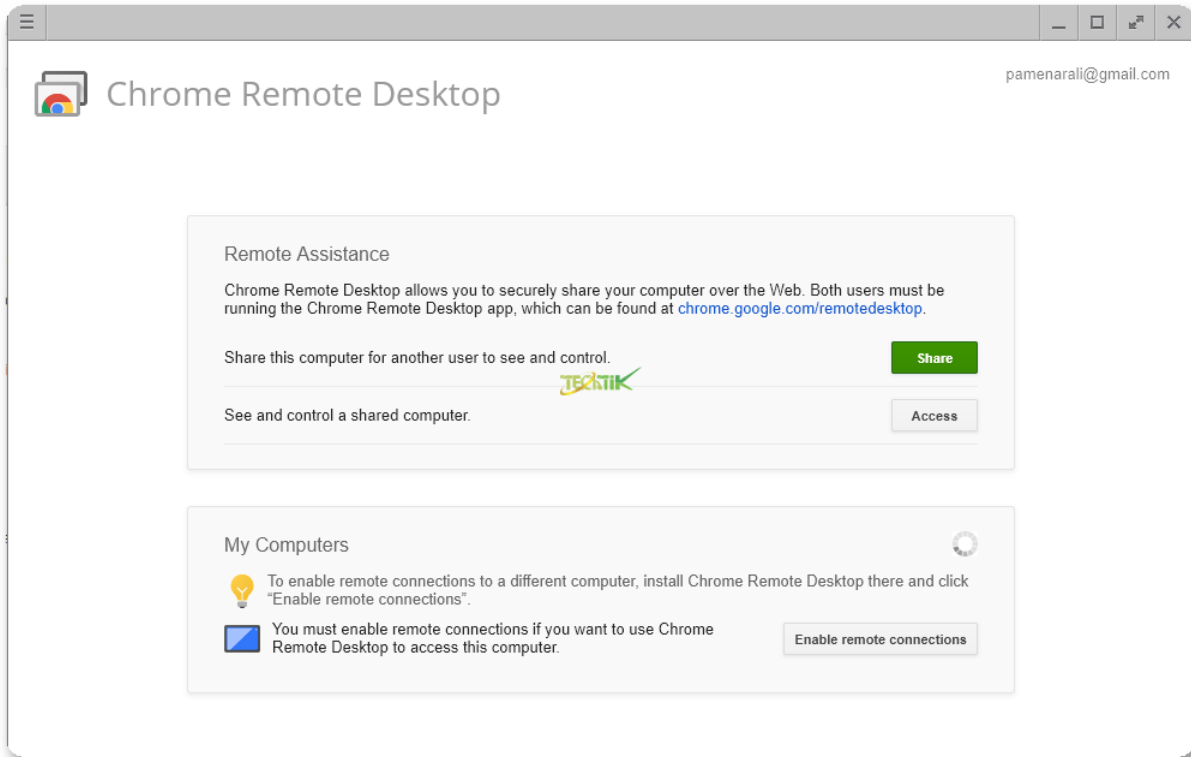 Chrome Remote Desktop
pamenarali@gmail.com
Remote Assistance
Chrome Remote Desktop allows you to securely share your computer over the Web. Both users must be
running the Chrome Remote Desktop app, which can be found at chrome.google.com/remotedesktop.
Share this computer for another user to see and control.
Share
TECHTIK
See and control a shared computer.
Access
My Computers
To enable remote connections to a different computer, install Chrome Remote Desktop there and click
“Enable remote connections”.
You must enable remote connections if you want to use Chrome
Remote Desktop to access this computer.
Enable remote connections